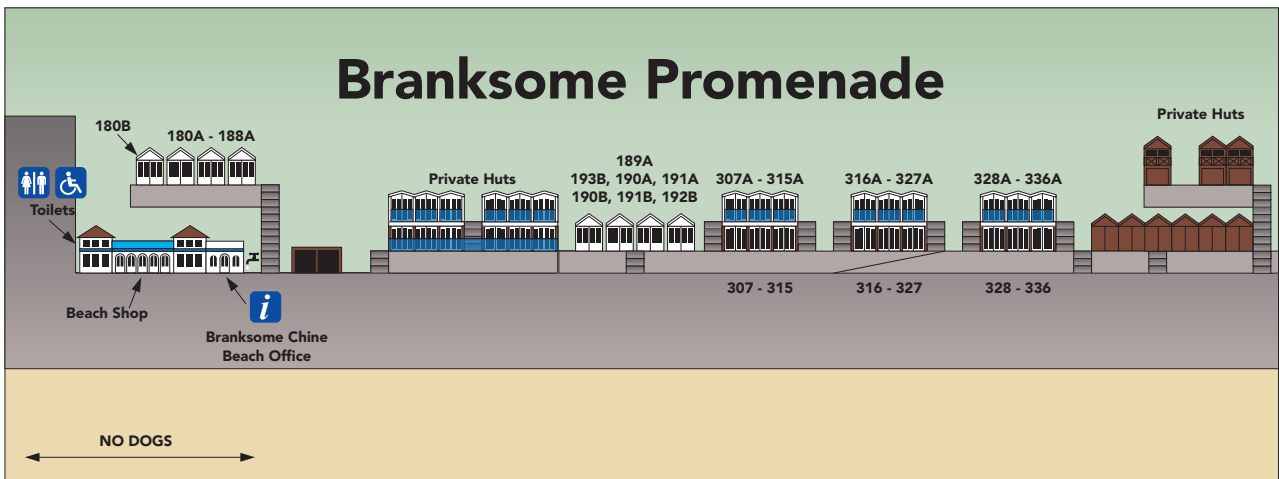 Branksome Promenade
Private Huts
180B
180A - 188A
189A
193B, 190A, 191A
190B, 191B, 192B
Private Huts
307A - 315A
316A - 327A
328A - 336A
Toilets
307 - 315
316 - 327
328 - 336
Beach Shop
i
Branksome Chine
Beach Office
NO DOGS